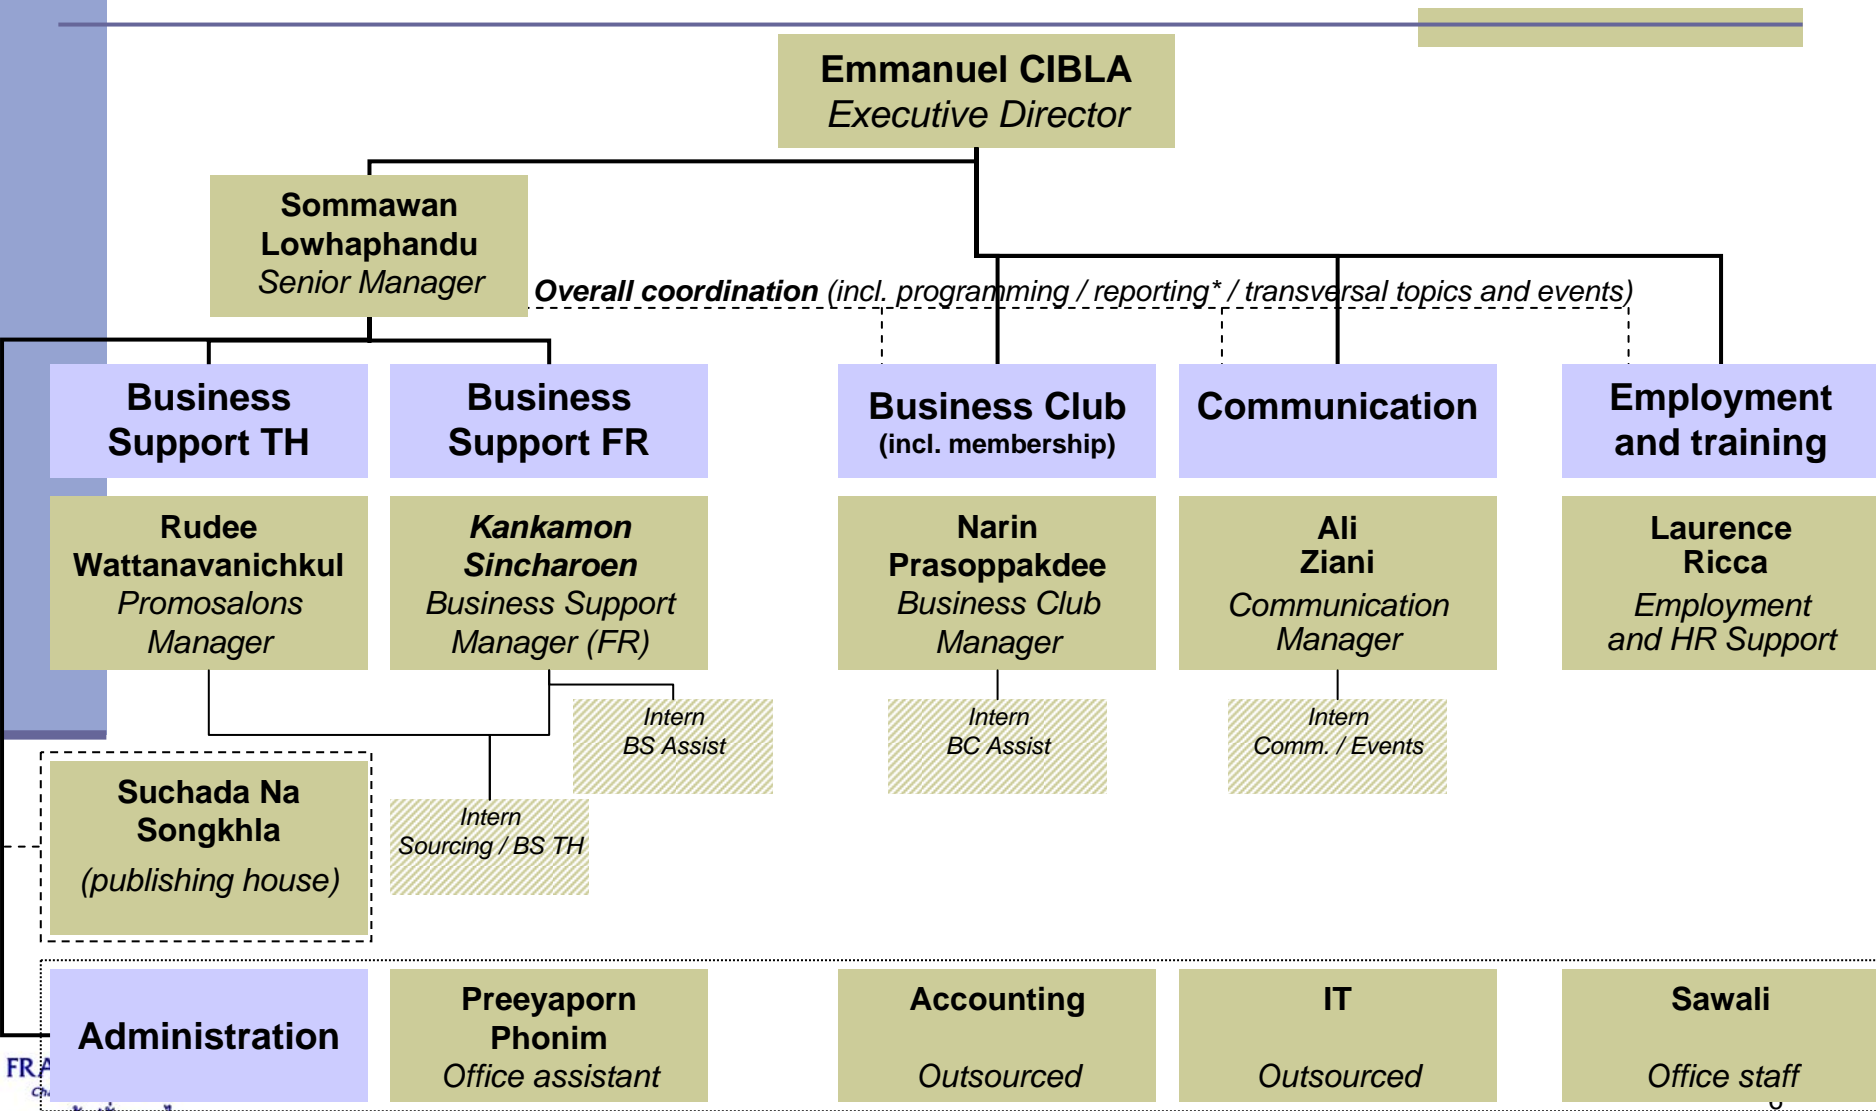 Emmanuel CIBLA
Executive Director
Sommawan
Lowhaphandu
Senior Manager
Overall coordination (incl. programming / reporting* / transversal topics and events)
Business
Support TH
Business
Support FR
Business Club
(incl. membership)
Communication
Employment
and training
Rudee
Wattanavanichkul
Promosalons
Manager
Kankamon
Sincharoen
Business Support
Manager (FR)
Narin
Prasoppakdee
Business Club
Manager
Ali
Ziani
Communication
Manager
Laurence
Ricca
Employment
and HR Support
Intern
BS Assist
Intern
BC Assist
Intern
Comm. / Events
Suchada Na
Songkhla
(publishing house)
Intern
Sourcing / BS TH
Administration
Preeyaporn
Phonim
Office assistant
Accounting
Outsourced
IT
Outsourced
Sawali
Office staff